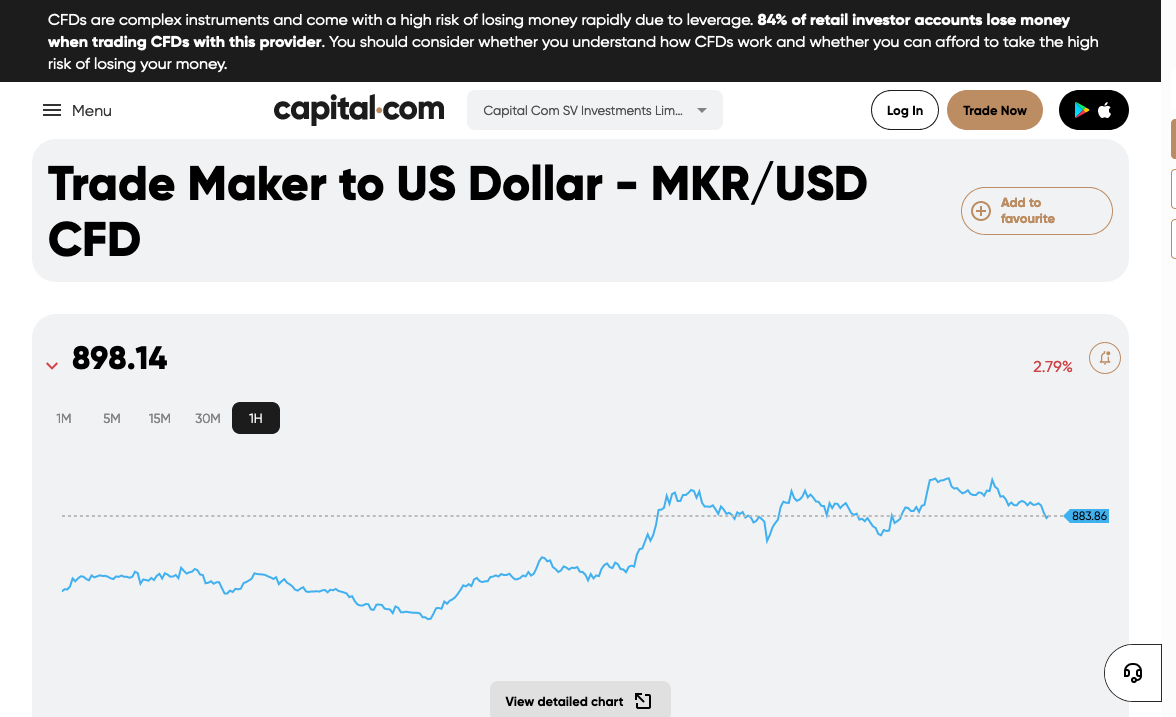 CFDs are complex instruments and come with a high risk of losing money rapidly due to leverage. 84% of retail investor accounts lose money
when trading CFDs with this provider. You should consider whether you understand how CFDs work and whether you can afford to take the high
risk of losing your money.
Menu
capital.com
Capital Com SV Investments Lim...
Log In
Trade Now
Trade Maker to US Dollar - MKR/USD
CFD
Add to
favourite
898.14
2.79%
1M 5M 15M 30M 1H
883.86
View detailed chart